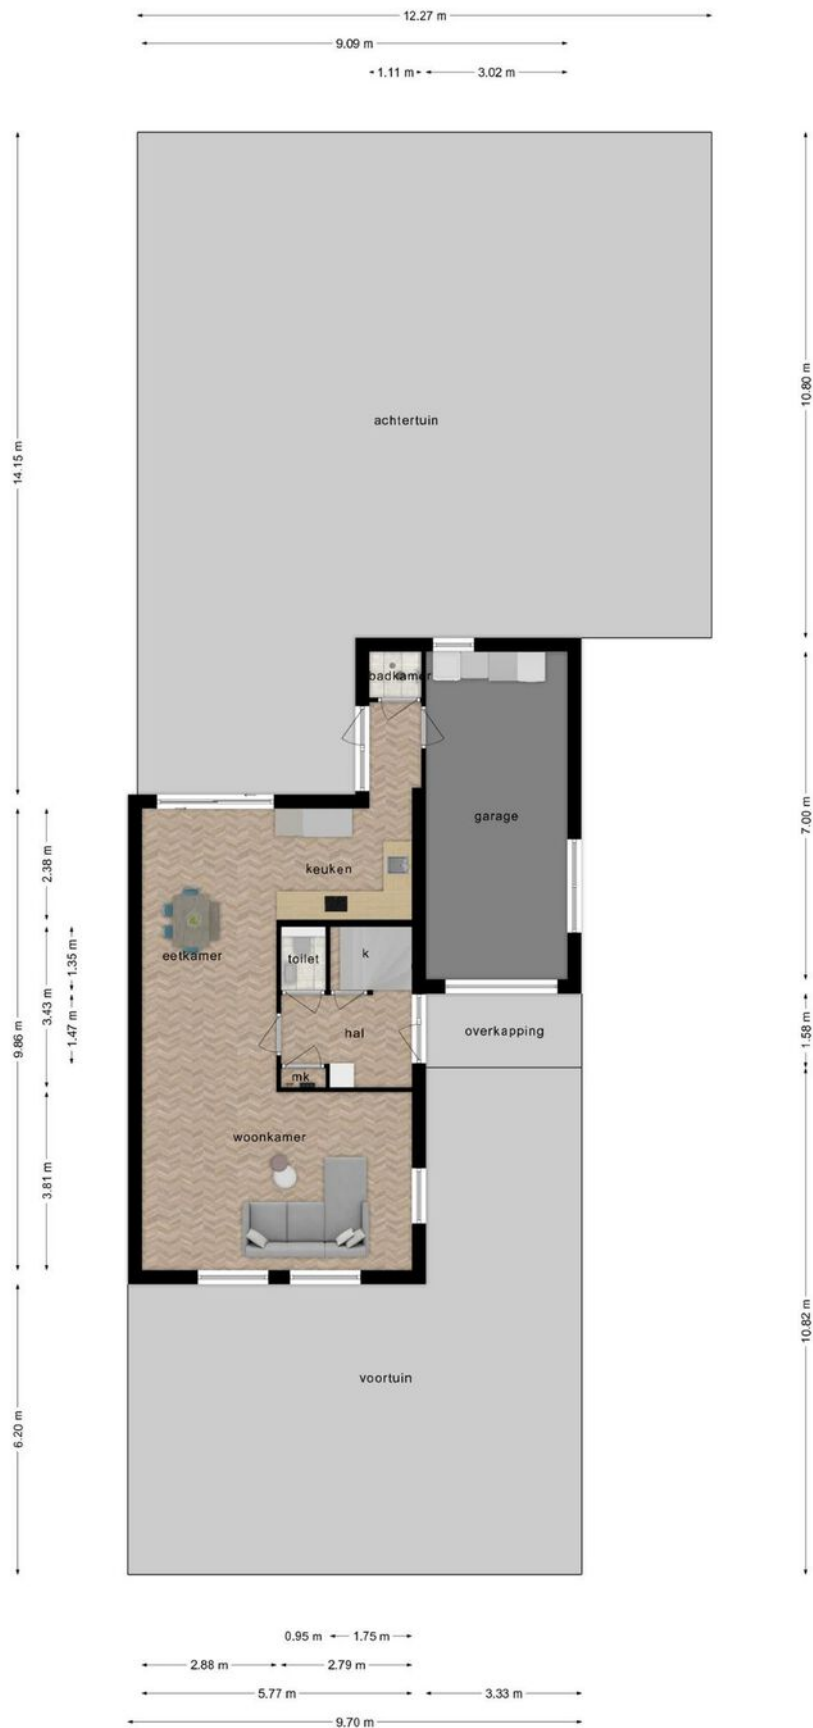 12.27 m
9.09 m
1.11 m
3.02 m
achtertuin
14.15 m
10.80 m
badkamer
garage
7.00 m
keuken
2.38 m
eetkamer
toilet
k
1.35 m
3.43 m
9.86 m
1.47 m
hal
overkapping
1.58 m
mk
woonkamer
3.81 m
10.82 m
voortuin
6.20 m
0.95 m
1.75 m
2.88 m
2.79 m
5.77 m
3.33 m
9.70 m